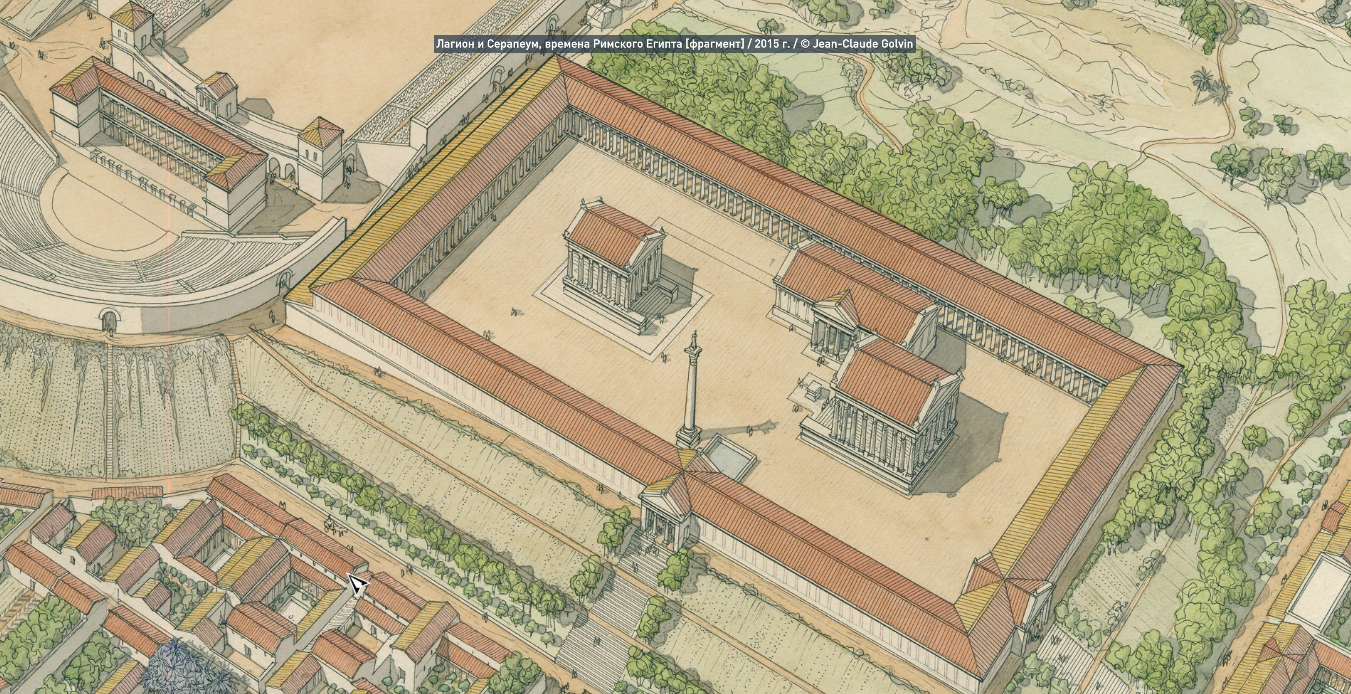 Лагион и Серапеум, времена Римского Египта [фрагмент] / 2015 г. / © Jean-Claude Golvin